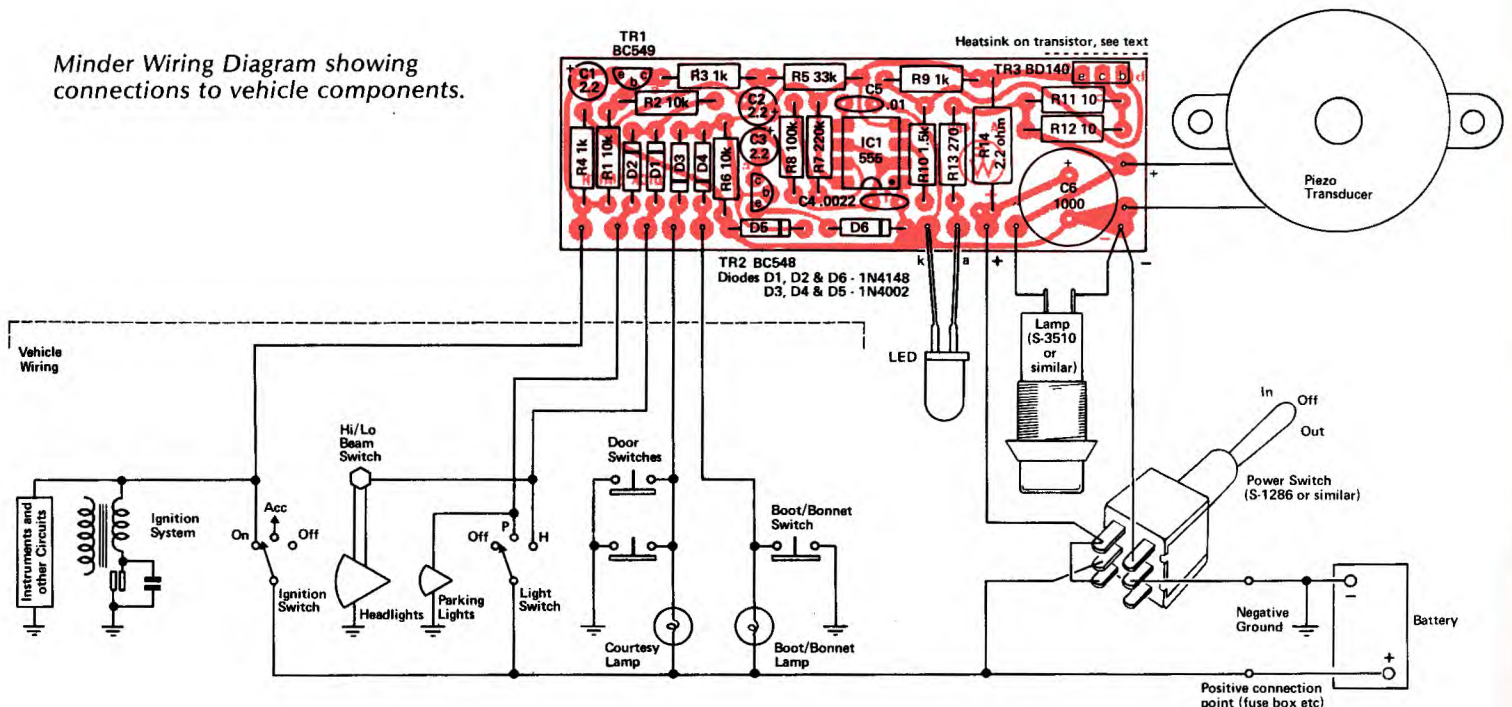 Minder Wiring Diagram showing
connections to vehicle components.
TR1
BC549
Heatsink on transistor, see text
+
C1
2.2
e
b
c
R3 1k
R5 33k
R9 1k
TR3 BD140
e c b
R2 10k
C2
2.2
+
C5
.01
R11 10
R12 10
R4 1k
R1 10k
D2
D1
D3
D4
R6 10k
C3
2.2
+
R8 100k
R7 220k
IC1
555
R10 1.5k
R13 270
R14
2.2 ohm
+
C6
1000
c
b
e
C4 .0022
D5
D6
+
-
Piezo
Transducer
TR2 BC548
Diodes D1, D2 & D6 - 1N4148
D3, D4 & D5 - 1N4002
k
a
+
-
Vehicle
Wiring
LED
Lamp
(S-3510
or
similar)
In
Off
Out
Power Switch
(S-1286 or similar)
Hi/Lo
Beam
Switch
Door
Switches
Instruments and
other Circuits
Ignition
System
On
Acc
Off
Ignition
Switch
Headlights
Parking
Lights
Off
P
H
Light
Switch
Boot/Bonnet
Switch
Courtesy
Lamp
Boot/Bonnet
Lamp
Negative
Ground
-
Battery
+
Positive connection
point (fuse box etc)